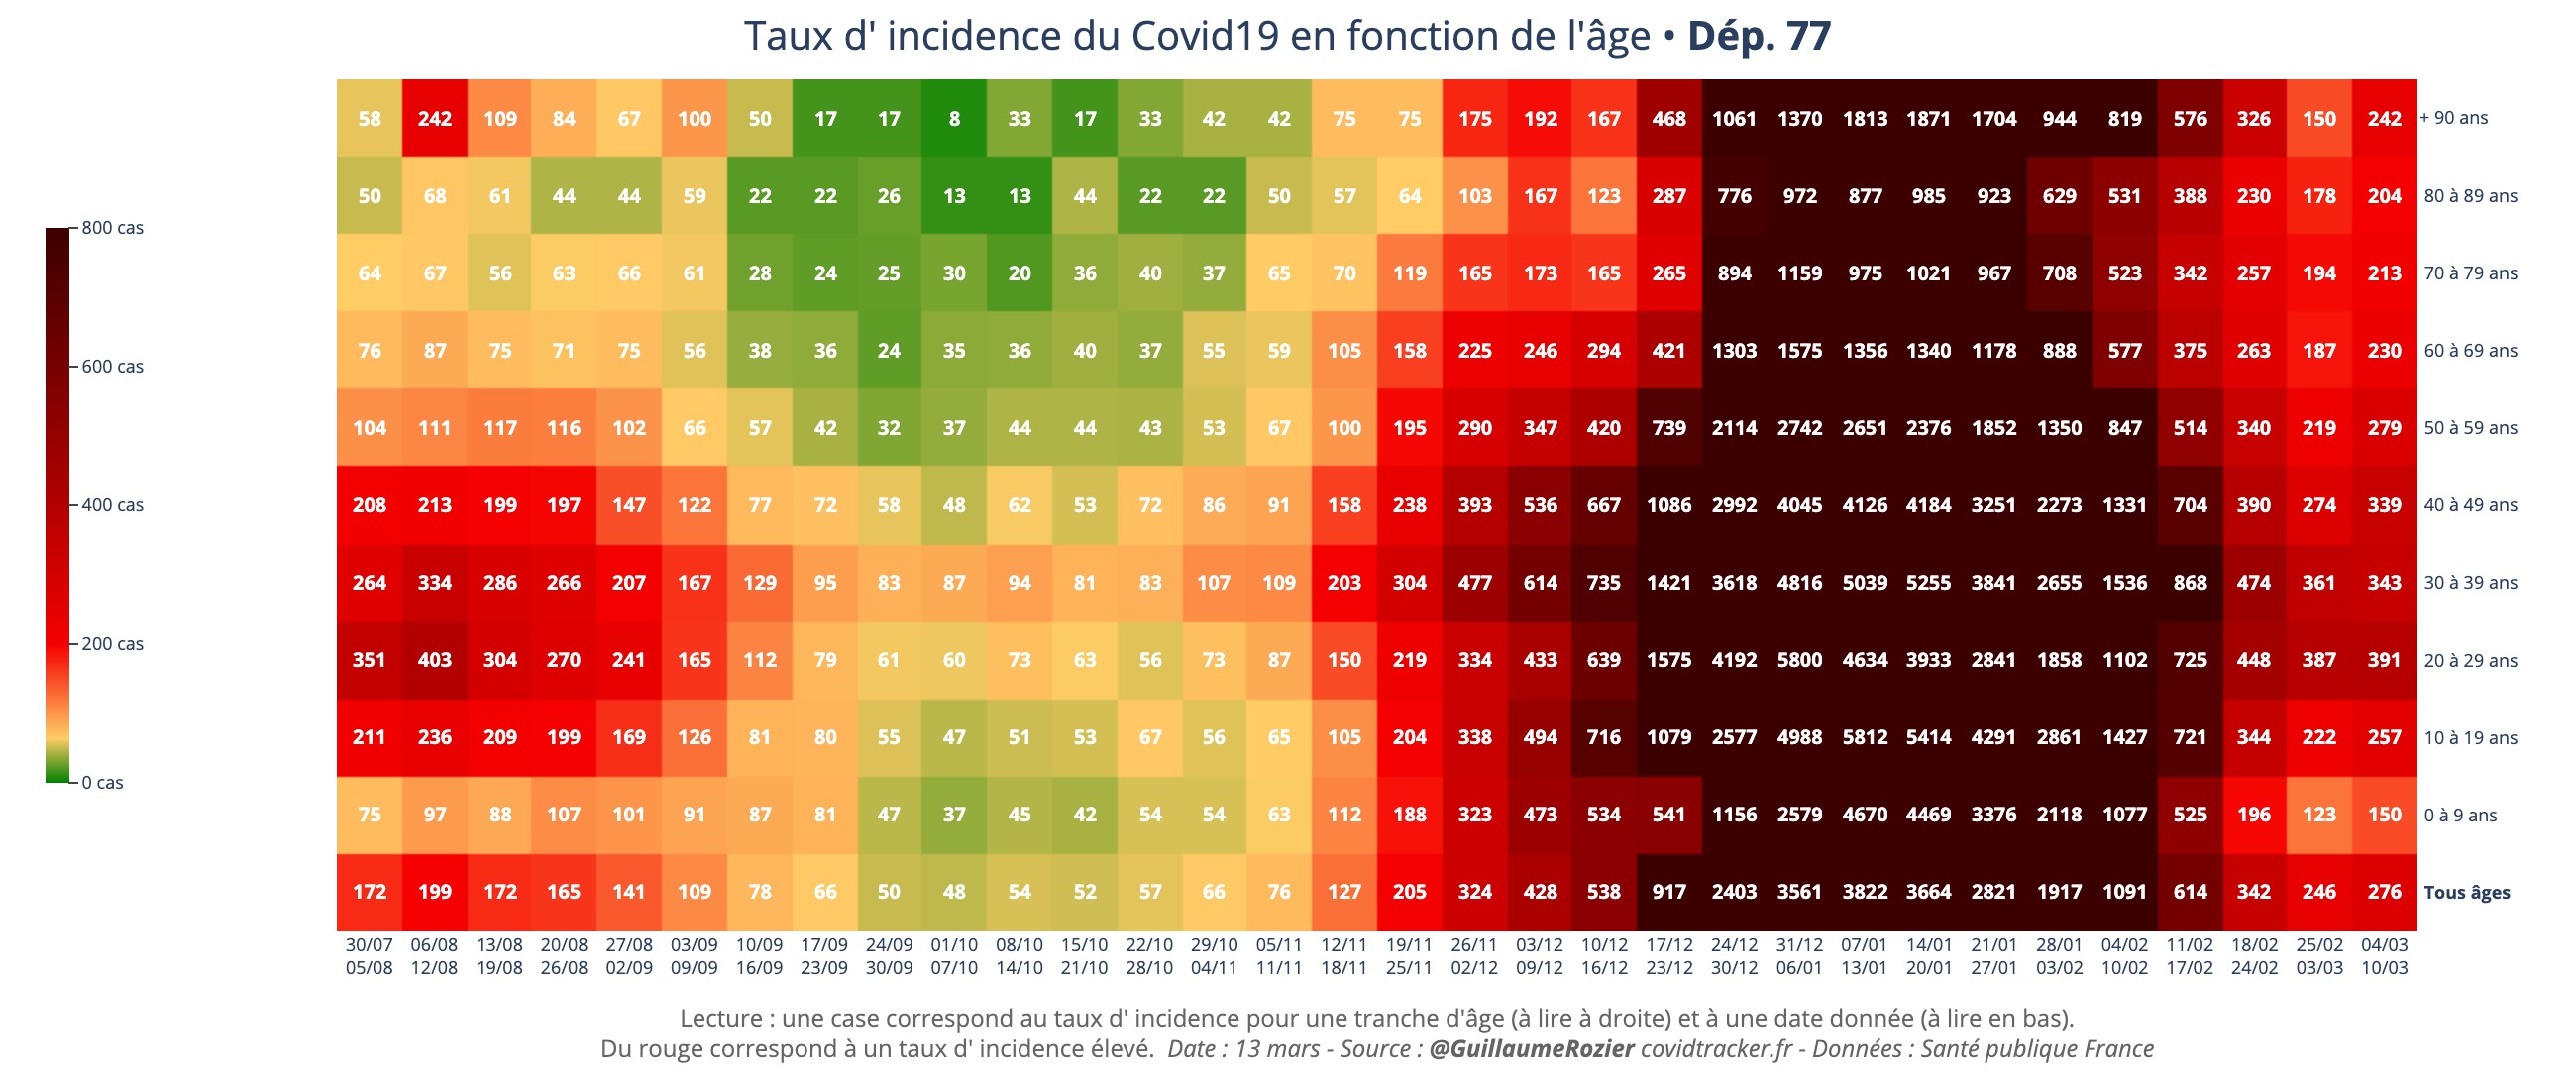 Taux d' incidence du Covid19 en fonction de l'âge • Dép. 77
58 242 109 84 67 100 50 17 17 8 33 17 33 42 42 75 75 175 192 167 468 1061 1370 1813 1871 1704 944 819 576 326 150 242 + 90 ans
50 68 61 44 44 59 22 22 26 13 13 44 22 22 50 57 64 103 167 123 287 776 972 877 985 923 629 531 388 230 178 204 80 à 89 ans
800 cas
64 67 56 63 66 61 28 24 25 30 20 36 40 37 65 70 119 165 173 165 265 894 1159 975 1021 967 708 523 342 257 194 213 70 à 79 ans
76 87 75 71 75 56 38 36 24 35 36 40 37 55 59 105 158 225 246 294 421 1303 1575 1356 1340 1178 888 577 375 263 187 230 60 à 69 ans
600 cas
104 111 117 116 102 66 57 42 32 37 44 44 43 53 67 100 195 290 347 420 739 2114 2742 2651 2376 1852 1350 847 514 340 219 279 50 à 59 ans
400 cas
208 213 199 197 147 122 77 72 58 48 62 53 72 86 91 158 238 393 536 667 1086 2992 4045 4126 4184 3251 2273 1331 704 390 274 339 40 à 49 ans
264 334 286 266 207 167 129 95 83 87 94 81 83 107 109 203 304 477 614 735 1421 3618 4816 5039 5255 3841 2655 1536 868 474 361 343 30 à 39 ans
200 cas
351 403 304 270 241 165 112 79 61 60 73 63 56 73 87 150 219 334 433 639 1575 4192 5800 4634 3933 2841 1858 1102 725 448 387 391 20 à 29 ans
211 236 209 199 169 126 81 80 55 47 51 53 67 56 65 105 204 338 494 716 1079 2577 4988 5812 5414 4291 2861 1427 721 344 222 257 10 à 19 ans
0 cas
75 97 88 107 101 91 87 81 47 37 45 42 54 54 63 112 188 323 473 534 541 1156 2579 4670 4469 3376 2118 1077 525 196 123 150 0 à 9 ans
172 199 172 165 141 109 78 66 50 48 54 52 57 66 76 127 205 324 428 538 917 2403 3561 3822 3664 2821 1917 1091 614 342 246 276 Tous âges
30/07 06/08 13/08 20/08 27/08 03/09 10/09 17/09 24/09 01/10 08/10 15/10 22/10 29/10 05/11 12/11 19/11 26/11 03/12 10/12 17/12 24/12 31/12 07/01 14/01 21/01 28/01 04/02 11/02 18/02 25/02 04/03
05/08 12/08 19/08 26/08 02/09 09/09 16/09 23/09 30/09 07/10 14/10 21/10 28/10 04/11 11/11 18/11 25/11 02/12 09/12 16/12 23/12 30/12 06/01 13/01 20/01 27/01 03/02 10/02 17/02 24/02 03/03 10/03
Lecture : une case correspond au taux d' incidence pour une tranche d'âge (à lire à droite) et à une date donnée (à lire en bas).
Du rouge correspond à un taux d' incidence élevé. Date : 13 mars - Source : @GuillaumeRozier covidtracker.fr - Données : Santé publique France